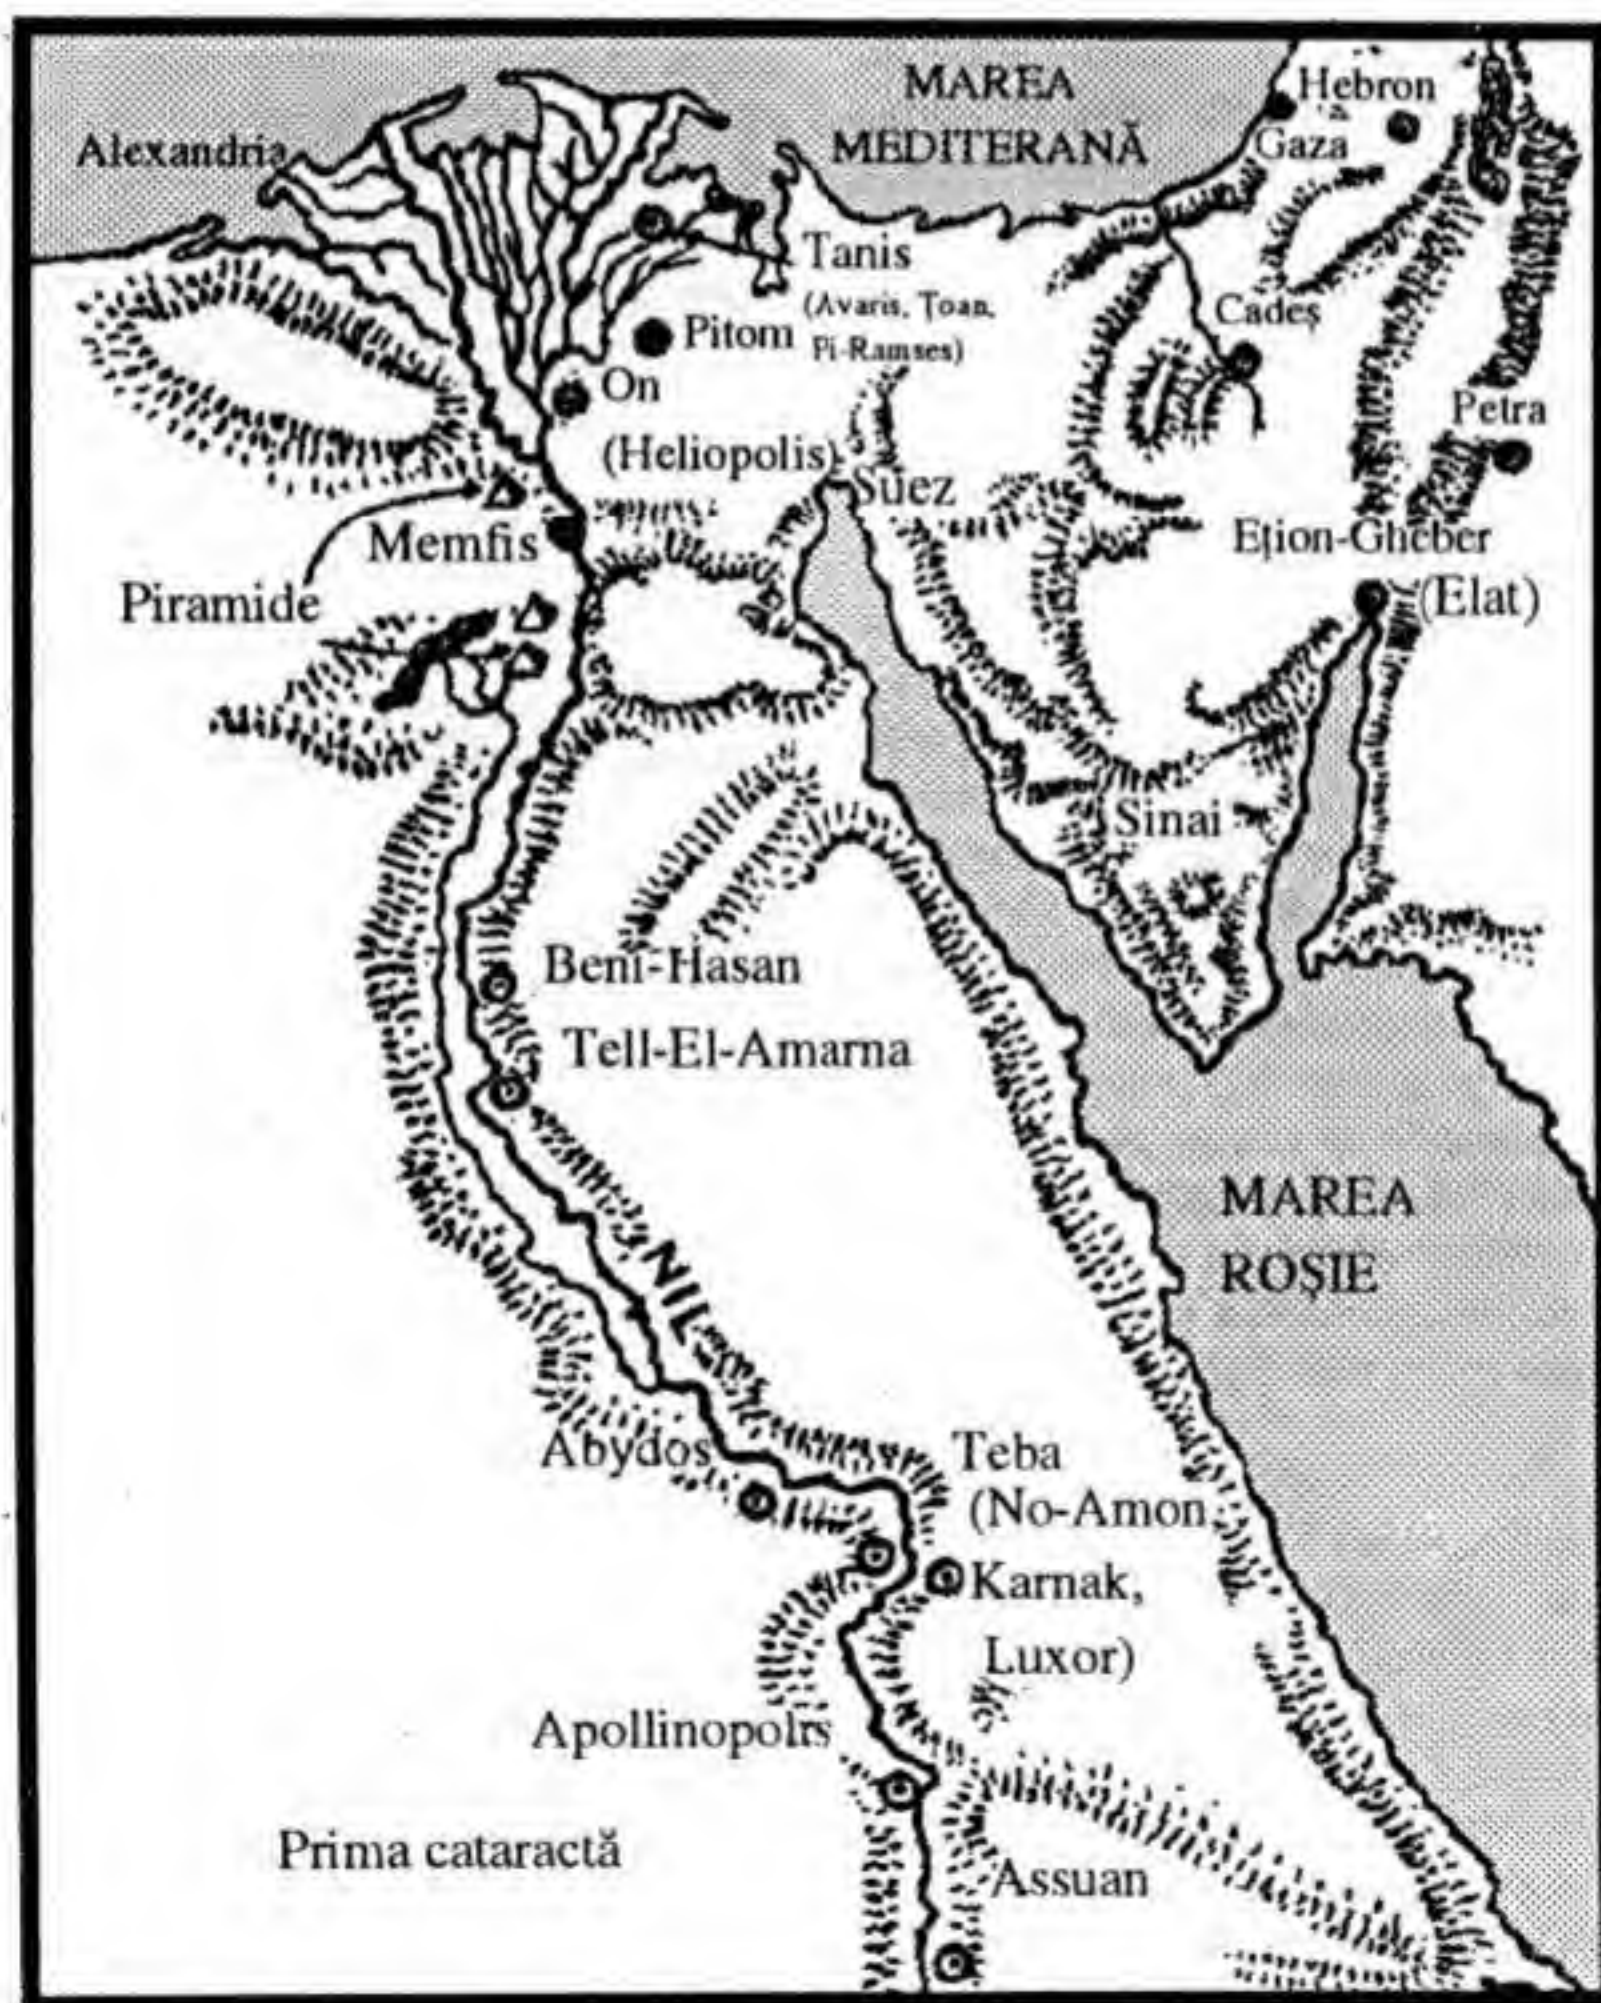 MAREA
MEDITERANĂ
Hebron
Gaza
Alexandria
Tanis
(Avaris, Țoan,
Pi-Ramses)
Cadeș
Pitom
On
(Heliopolis)
Petra
Suez
Memfis
Ețion-Gheber
(Elat)
Piramide
Sinai
Beni-Hasan
Tell-El-Amarna
MAREA
ROȘIE
NIL
Abydos
Teba
(No-Amon,
Karnak,
Luxor)
Apollinopolis
Prima cataractă
Assuan